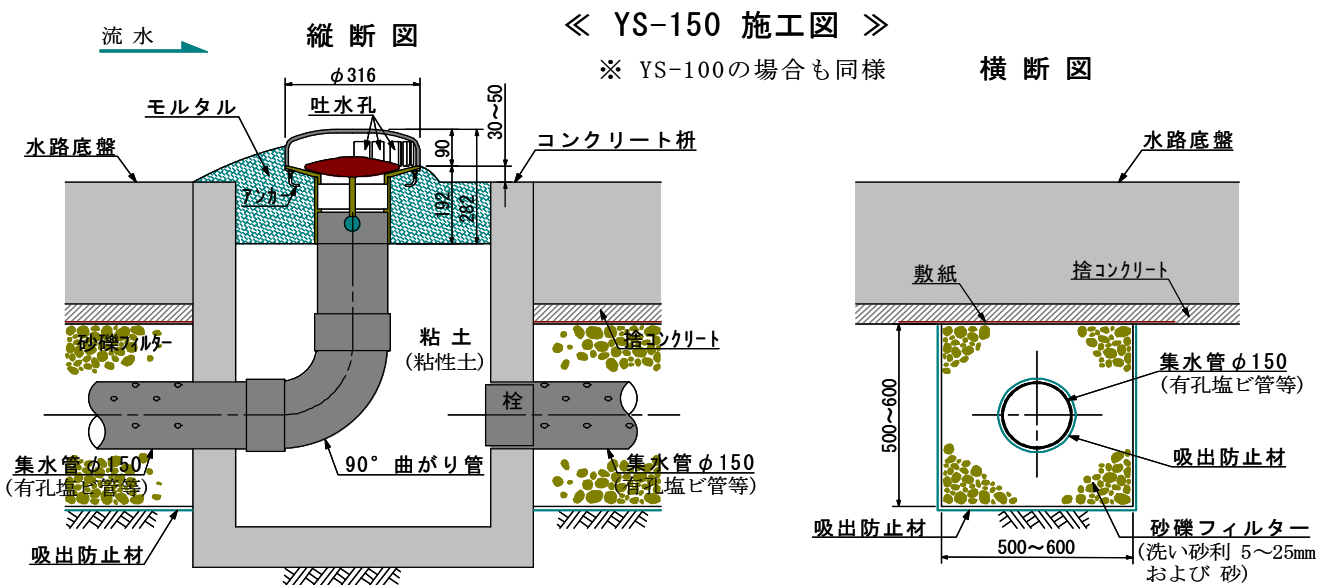 ≪ YS-150 施工図 ≫
※ YS-100の場合も同様
流水
縦断図
横断図
φ316
モルタル
吐水孔
30～50
90
水路底盤
コンクリート枡
アンカー
192
282
砂礫フィルター
粘土
(粘性土)
捨コンクリート
栓
集水管φ150
(有孔塩ビ管等)
90°曲がり管
集水管φ150
(有孔塩ビ管等)
吸出防止材
水路底盤
敷紙
捨コンクリート
500～600
集水管φ150
(有孔塩ビ管等)
吸出防止材
吸出防止材
500～600
砂礫フィルター
(洗い砂利 5～25mm
および 砂)